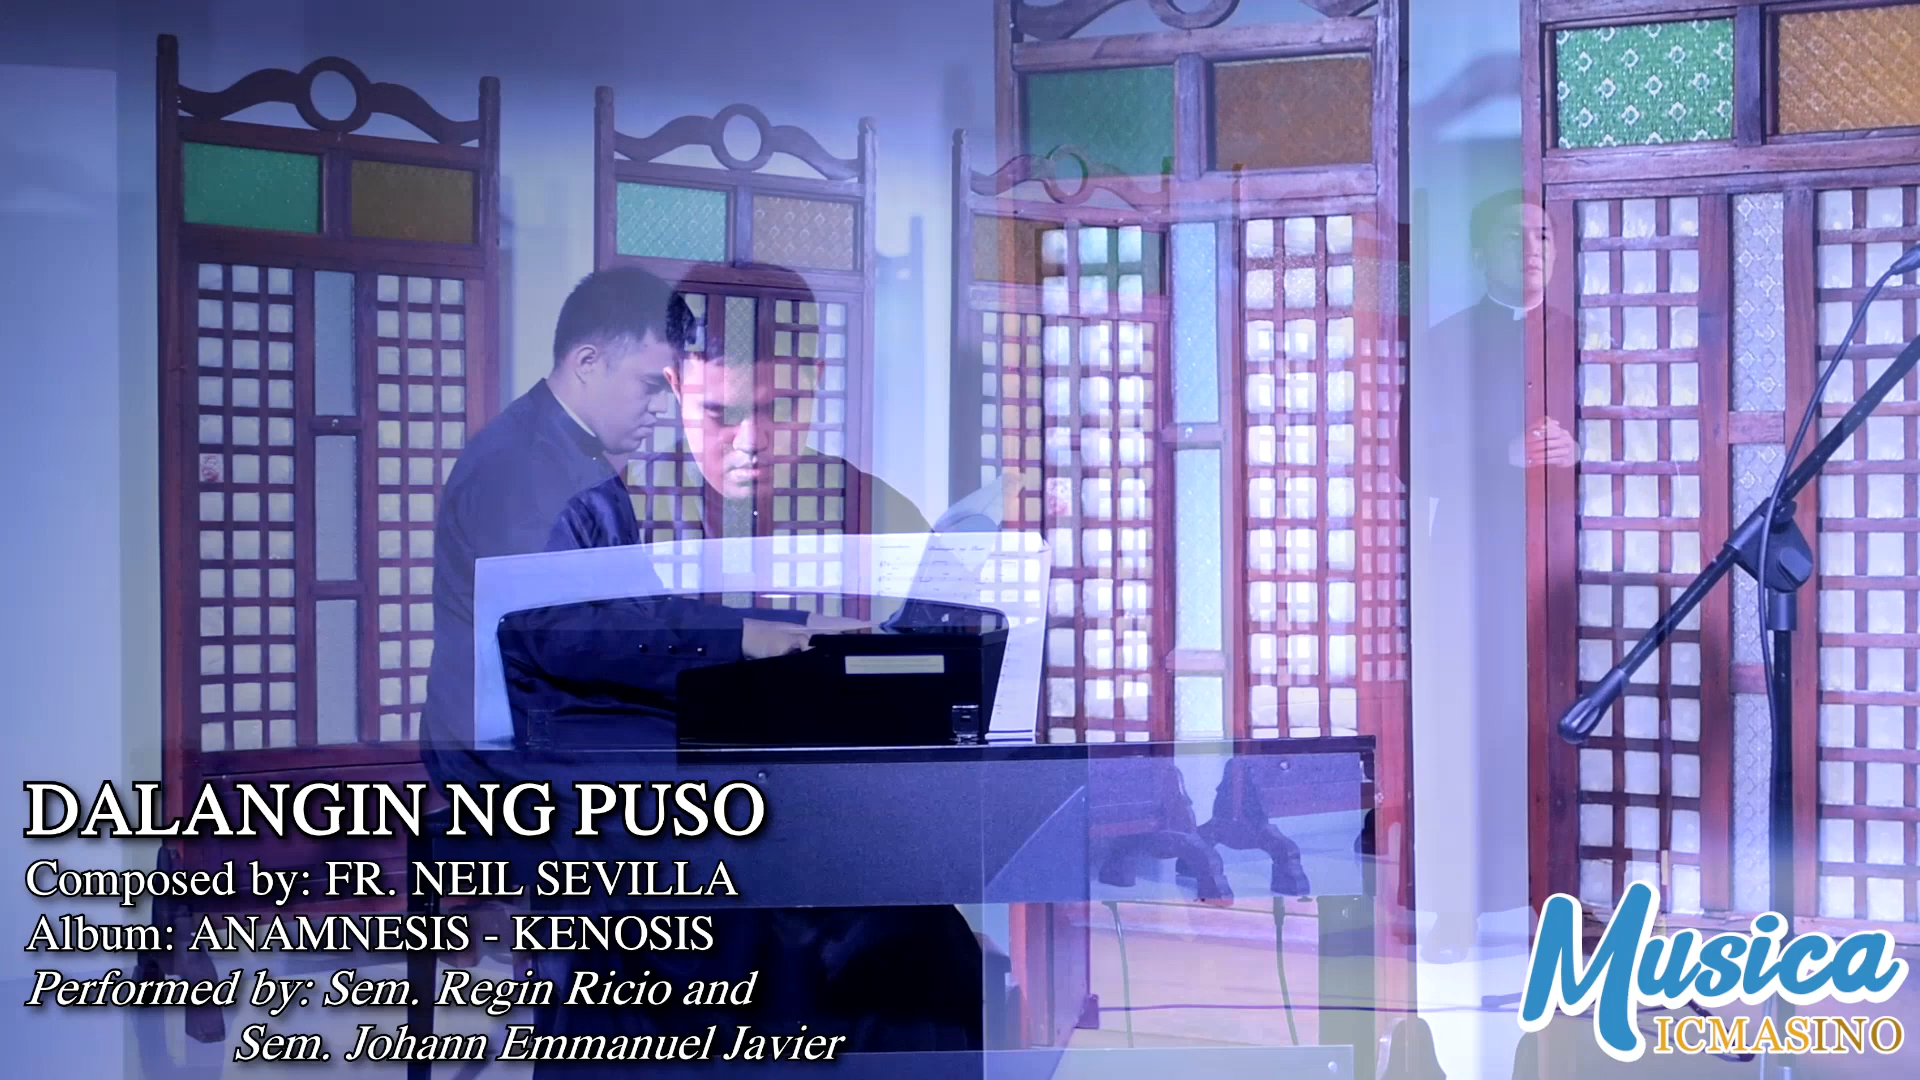 DALANGIN NG PUSO
Composed by: FR. NEIL SEVILLA
Album: ANAMNESIS - KENOSIS
Performed by: Sem. Regin Ricio and
Sem. Johann Emmanuel Javier
Musica
ICMASINO